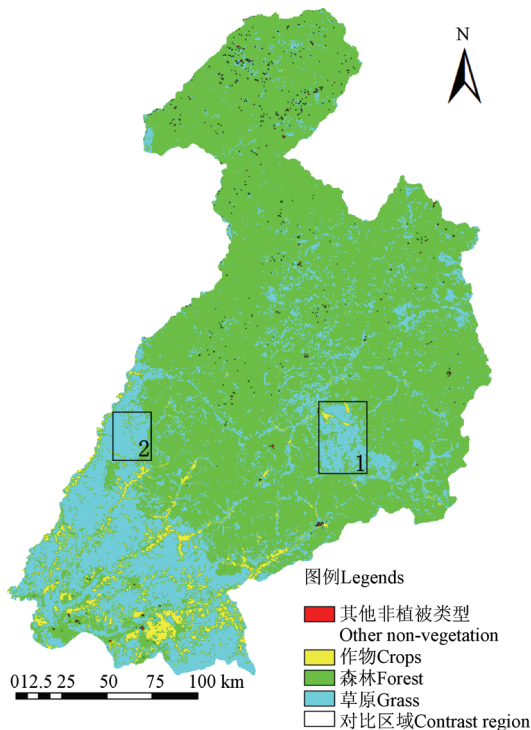 N
2
1
图例Legends
其他非植被类型
Other non-vegetation
作物Crops
森林Forest
草原Grass
对比区域Contrast region
012.5 25 50 75 100 km